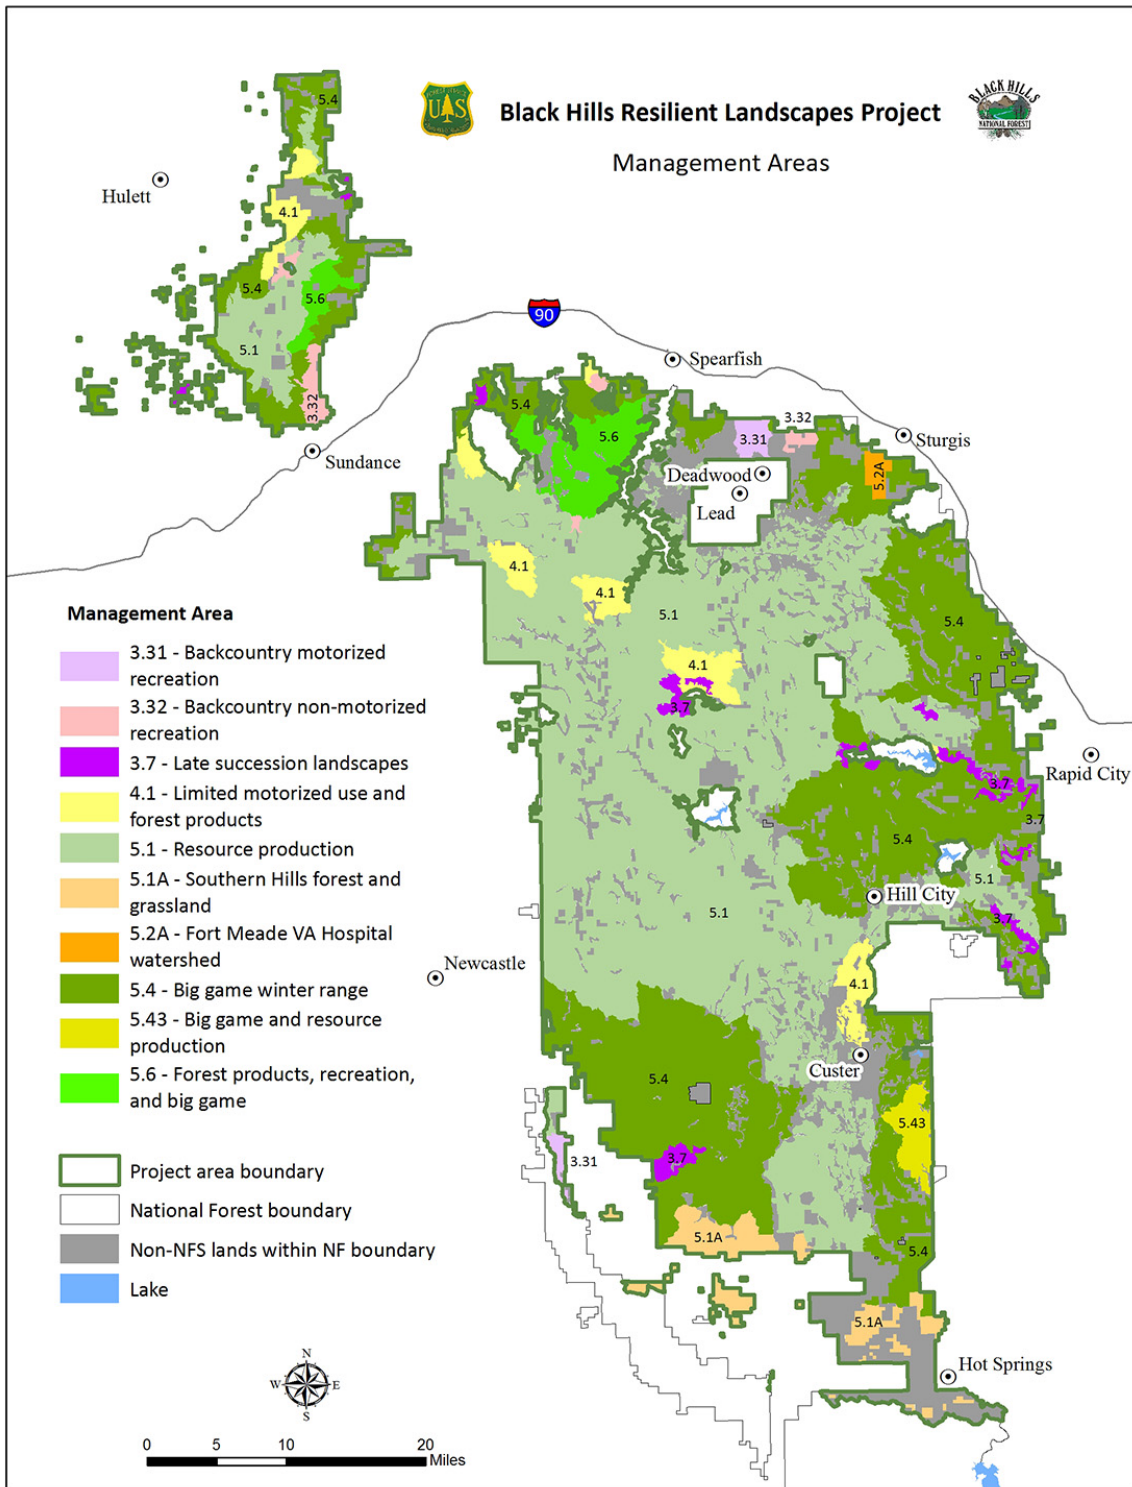 Black Hills Resilient Landscapes Project
Management Areas
UAS
BLACK HILLS
NATIONAL FOREST
5.4
Hulett
4.1
5.4
5.6
5.1
3.32
90
Spearfish
Sundance
5.4
5.6
3.31
3.32
Sturgis
Deadwood
5.2A
Lead
4.1
4.1
5.1
5.4
4.1
3.7
Rapid City
3.7
3.7
5.4
5.1
Hill City
5.1
3.7
Newcastle
4.1
Custer
5.4
5.43
3.7
3.31
5.1A
5.4
5.1A
Hot Springs
Management Area
3.31 - Backcountry motorized
recreation
3.32 - Backcountry non-motorized
recreation
3.7 - Late succession landscapes
4.1 - Limited motorized use and
forest products
5.1 - Resource production
5.1A - Southern Hills forest and
grassland
5.2A - Fort Meade VA Hospital
watershed
5.4 - Big game winter range
5.43 - Big game and resource
production
5.6 - Forest products, recreation,
and big game
Project area boundary
National Forest boundary
Non-NFS lands within NF boundary
Lake
N
W E
S
0 5 10 20
Miles